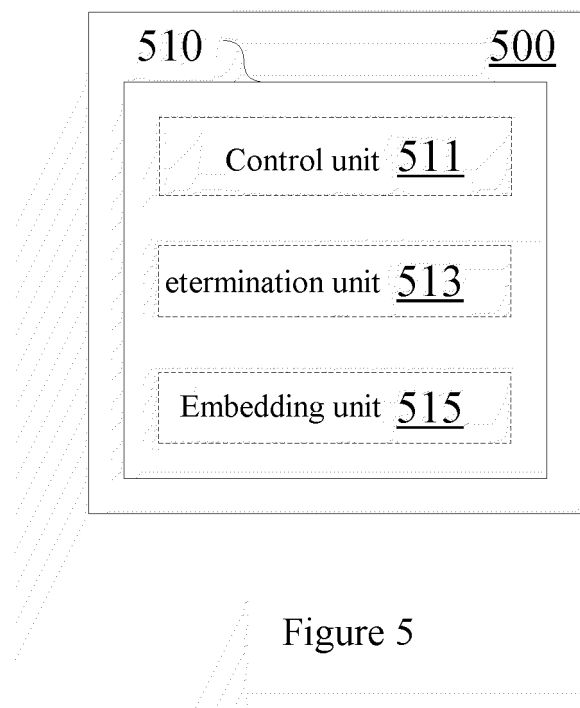 510 500
Control unit 511
etermination unit 513
Embedding unit 515
Figure 5